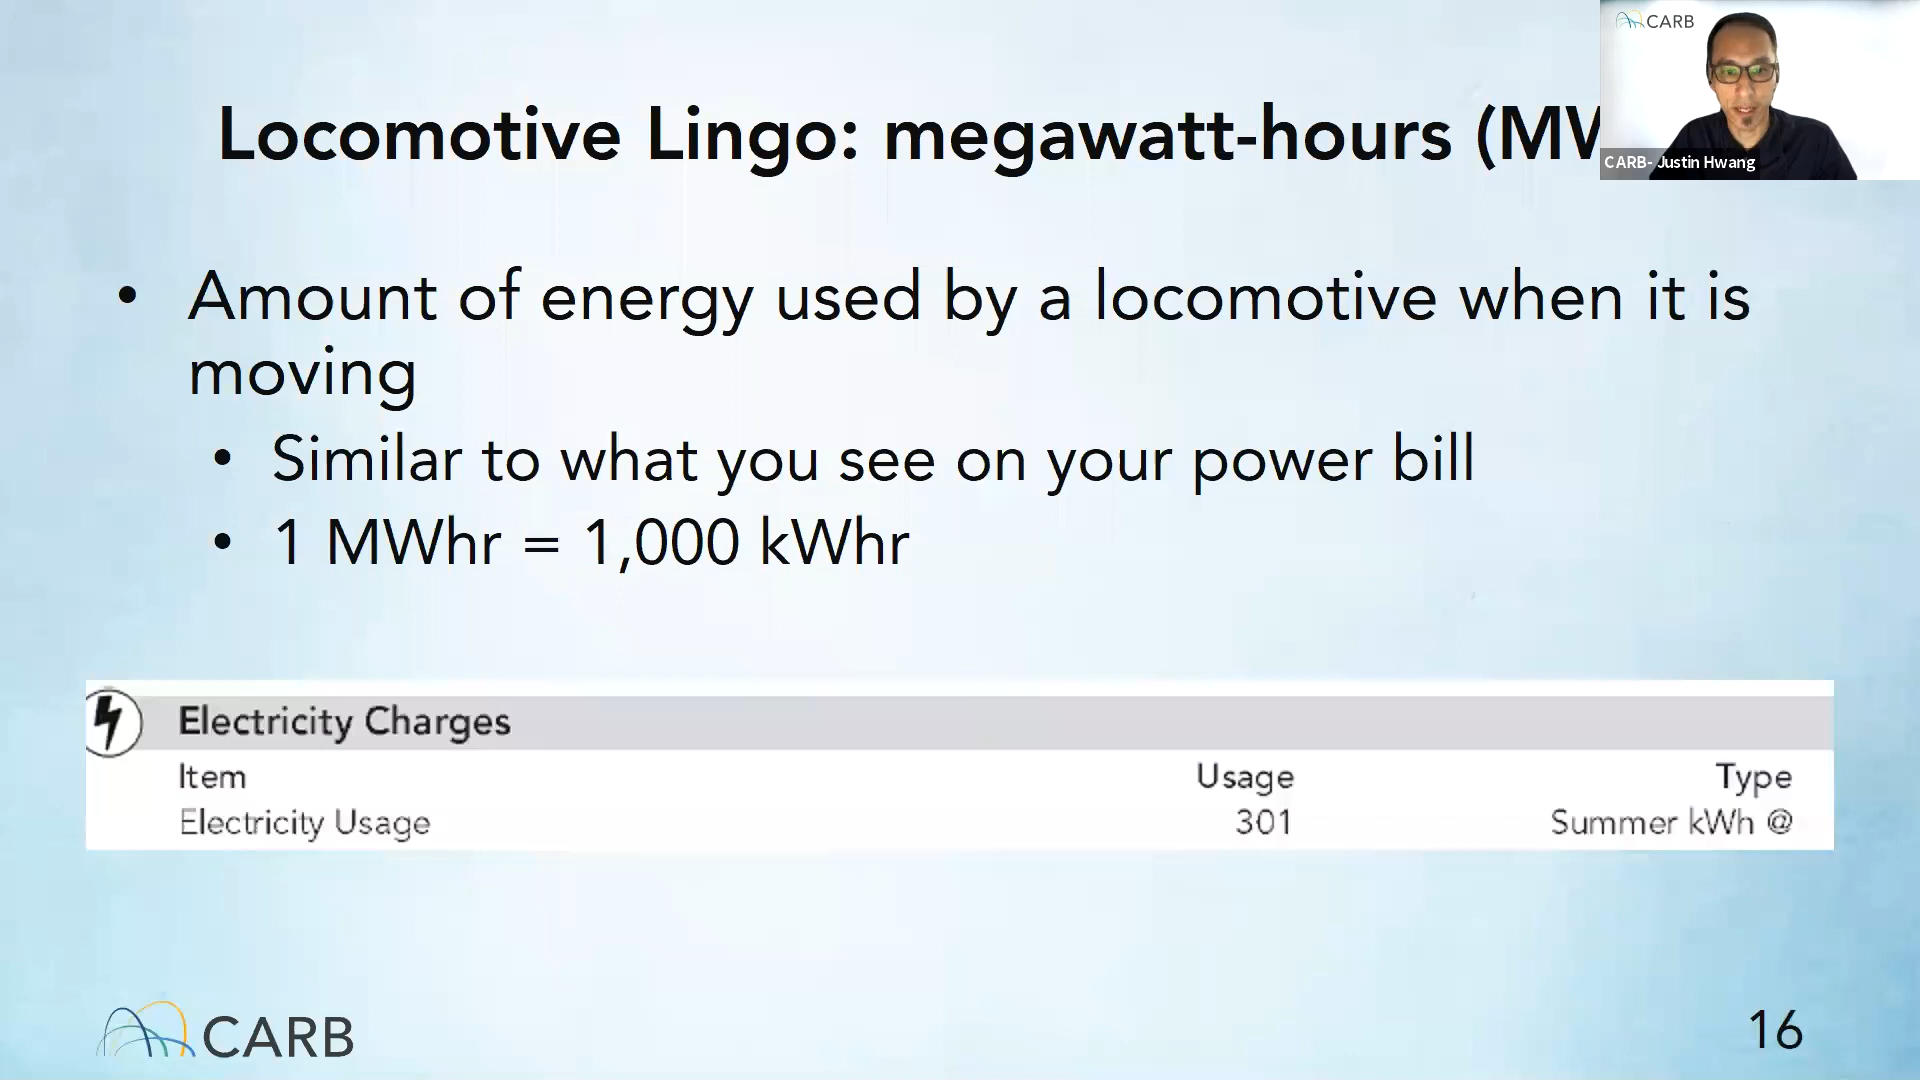 CARB
Locomotive Lingo: megawatt-hours
CARB- Justin Hwang
• Amount of energy used by a locomotive when it is
moving
• Similar to what you see on your power bill
• 1 MWhr = 1,000 kWhr
Electricity Charges
Item Usage Type
Electricity Usage 301 Summer kWh @
CARB
16